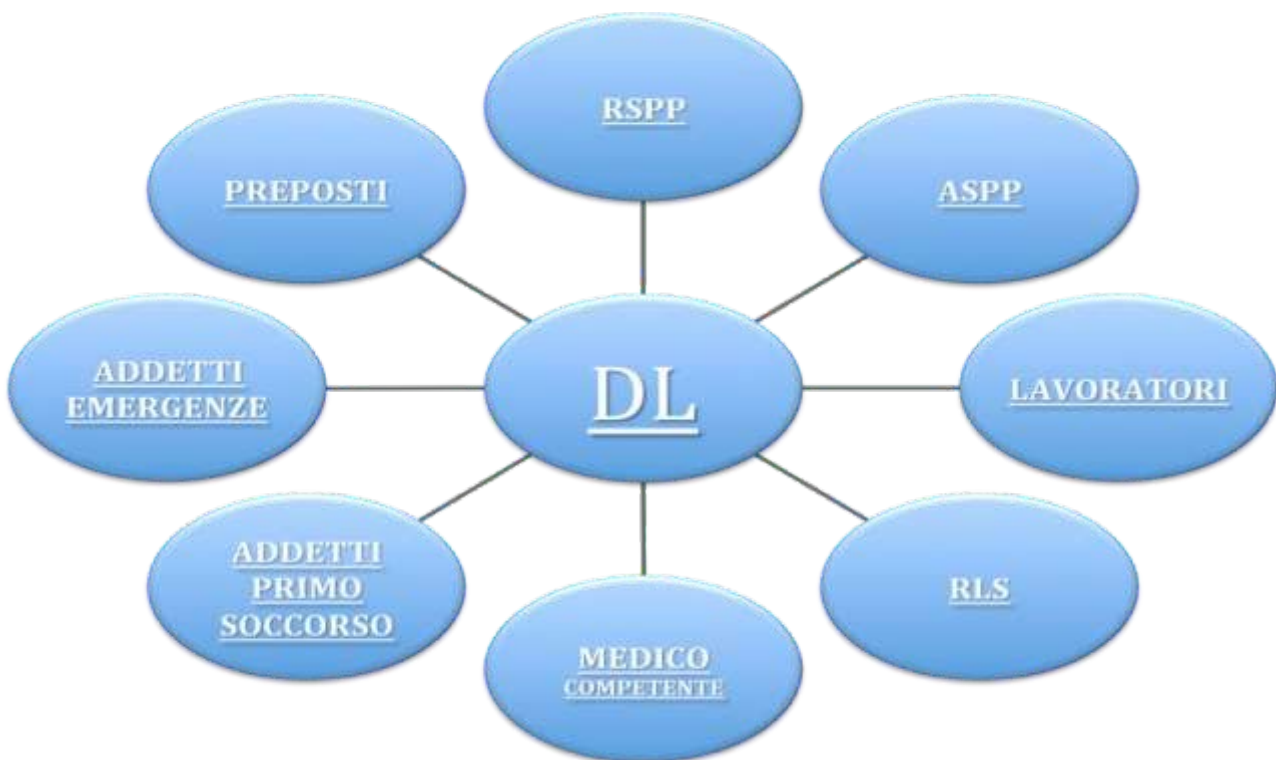 RSPP
PREPOSTI
ASPP
ADDETTI
EMERGENZE
DL
LAVORATORI
ADDETTI
PRIMO
SOCCORSO
RLS
MEDICO
COMPETENTE